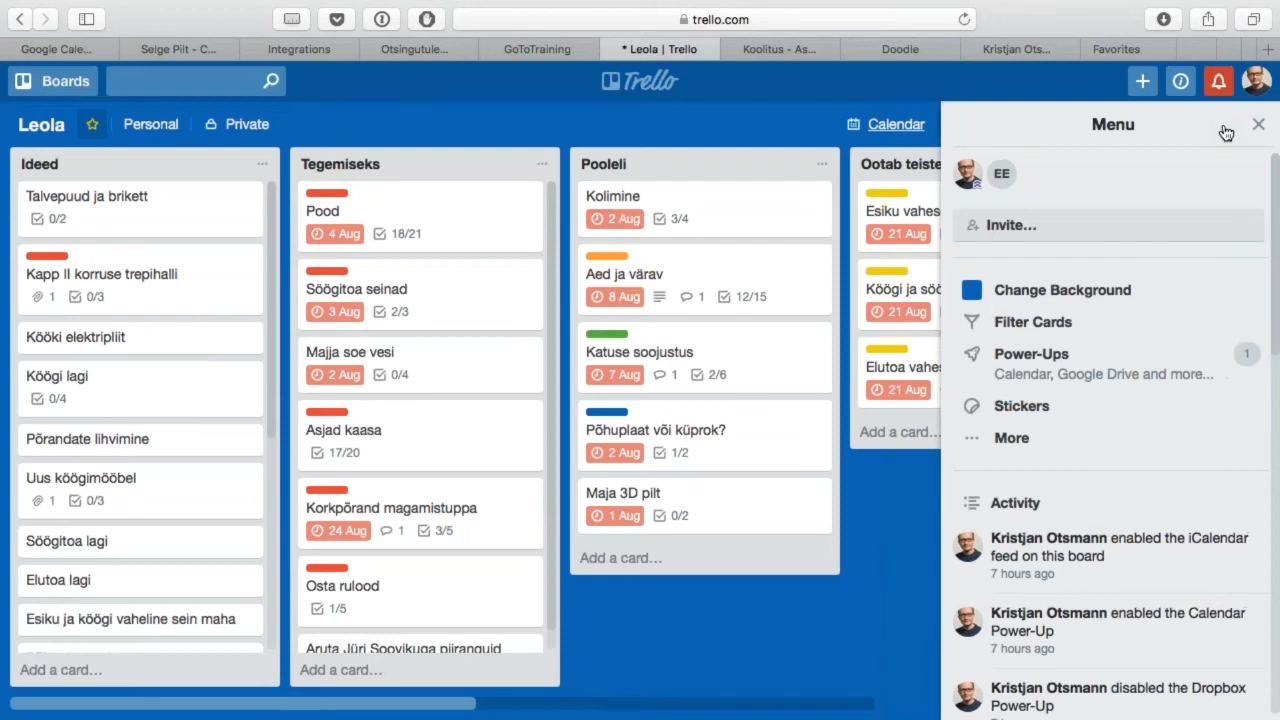 trello.com
Google Cale...
Selge Pilt - C...
Integrations
Otsingutule...
GoToTraining
* Leola | Trello
Koolitus - As...
Doodle
Kristjan Ots...
Favorites
Boards
Trello
Leola
Personal
Private
Calendar
Ideed
Talvepuud ja brikett
0/2
Kapp II korruse trepihalli
1 0/3
Kööki elektripliit
Köögi lagi
0/4
Põrandate lihvimine
Uus köögimööbel
1 0/3
Söögitoa lagi
Elutoa lagi
Esiku ja köögi vaheline sein maha
Add a card...
Tegemiseks
Pood
4 Aug 18/21
Söögitoa seinad
3 Aug 2/3
Majja soe vesi
2 Aug 0/4
Asjad kaasa
17/20
Korkpõrand magamistuppa
24 Aug 1 3/5
Osta rulood
1/5
Aruta Jüri Soovikuga piiranguid
Add a card...
Pooleli
Kolimine
2 Aug 3/4
Aed ja värav
8 Aug 1 12/15
Katuse soojustus
7 Aug 1 2/6
Põhuplaat või küprok?
2 Aug 1/2
Maja 3D pilt
1 Aug 0/2
Add a card...
Ootab teiste
Esiku vahes
21 Aug
Köögi ja söö
21 Aug
Elutoa vahe
21 Aug
Add a card...
Menu
EE
Invite...
Change Background
Filter Cards
Power-Ups
1
Calendar, Google Drive and more...
Stickers
More
Activity
Kristjan Otsmann enabled the iCalendar
feed on this board
7 hours ago
Kristjan Otsmann enabled the Calendar
Power-Up
7 hours ago
Kristjan Otsmann disabled the Dropbox
Power-Up